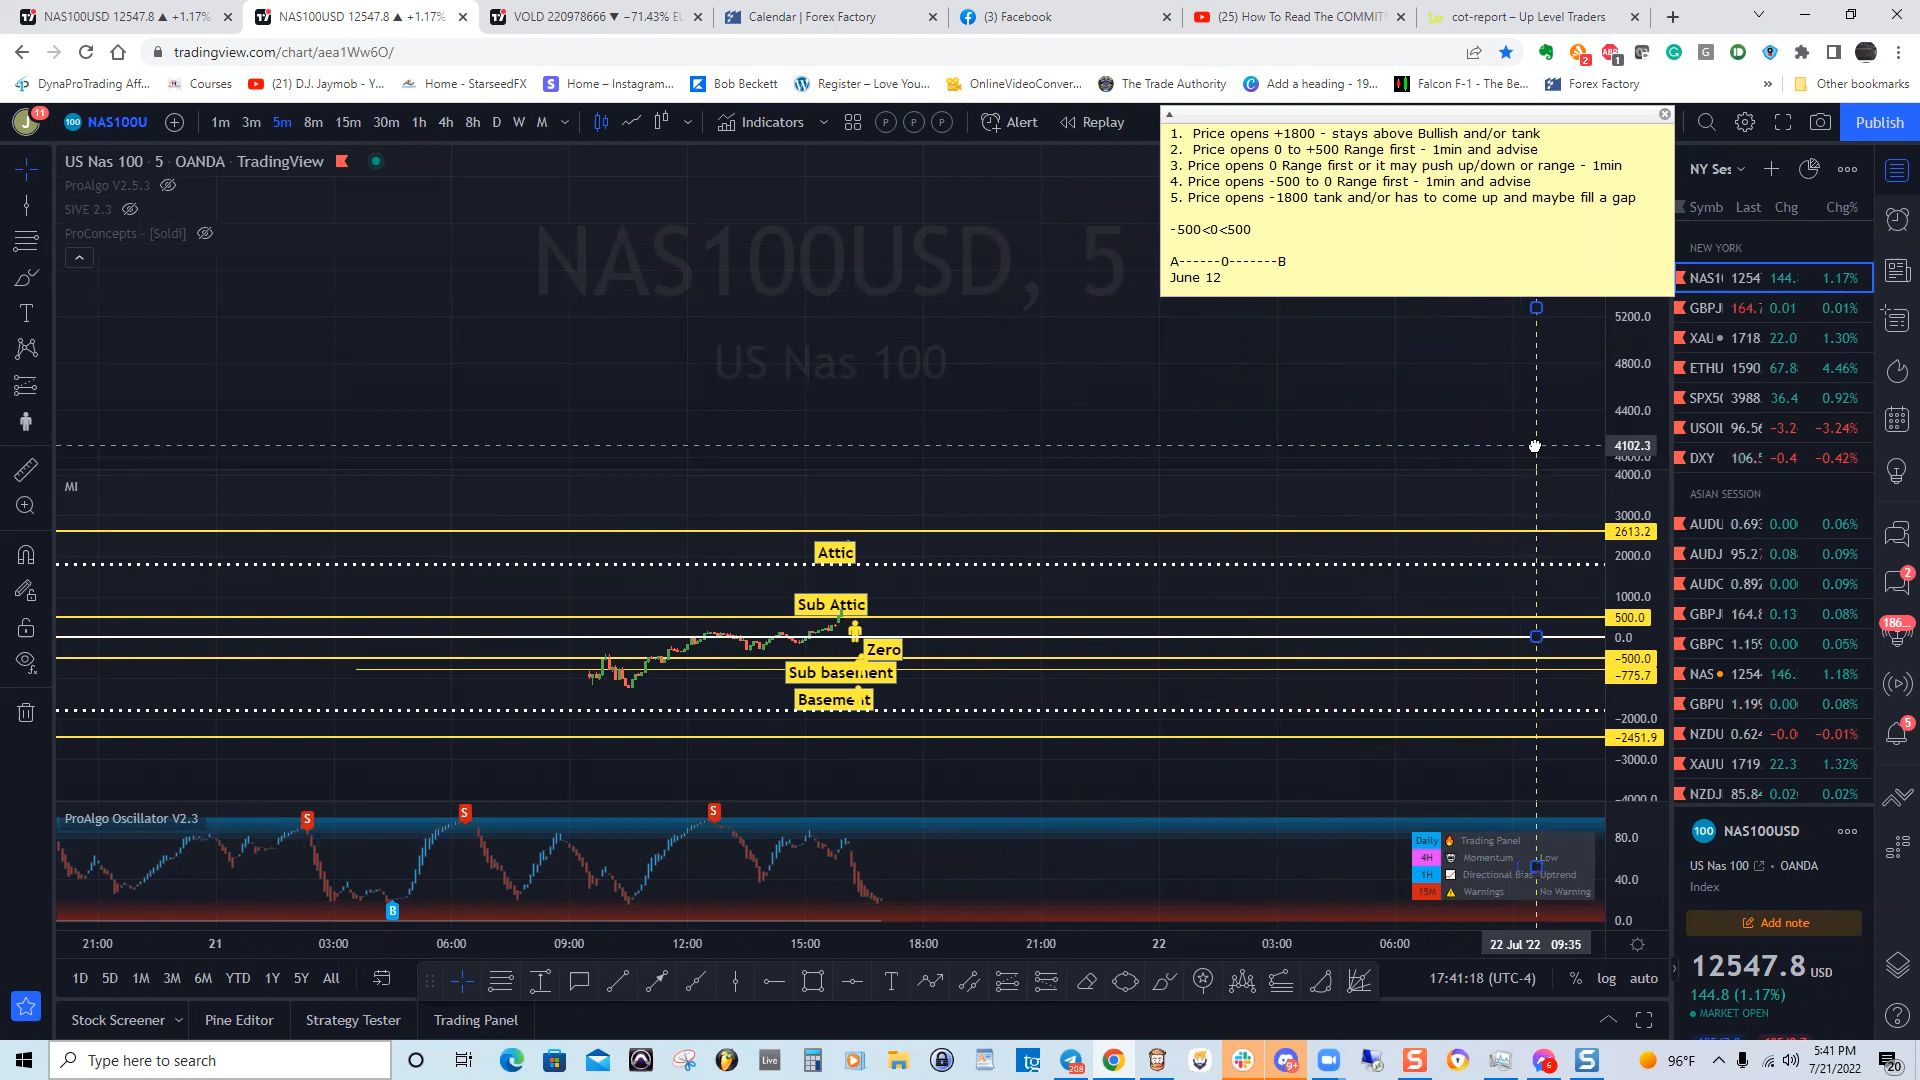 NAS100USD 12547.8 ▲ +1.17%
NAS100USD 12547.8 ▲ +1.17%
VOLD 220978666 ▼ −71.43%
Calendar | Forex Factory
(3) Facebook
(25) How To Read The COMMIT
cot-report – Up Level Traders
tradingview.com/chart/aea1Ww6O/
DynaProTrading Aff...
Courses
(21) D.J. Jaymob - Y...
Home - StarseedFX
Home – Instagram...
Bob Beckett
Register – Love You...
OnlineVideoConver...
The Trade Authority
Add a heading - 19...
Falcon F-1 - The Be...
Forex Factory
Other bookmarks
NAS100U
1m 3m 5m 8m 15m 30m 1h 4h 8h D W M
Indicators
Alert
Replay
Publish
1. Price opens +1800 - stays above Bullish and/or tank
2. Price opens 0 to +500 Range first - 1min and advise
3. Price opens 0 Range first or it may push up/down or range - 1min
4. Price opens -500 to 0 Range first - 1min and advise
5. Price opens -1800 tank and/or has to come up and maybe fill a gap
-500<0<500
A------0-------B
June 12
US Nas 100 · 5 · OANDA · TradingView
ProAlgo V2.5.3
SIVE 2.3
ProConcepts - [Soldi]
NAS100USD, 5
US Nas 100
5200.0
4800.0
4400.0
4102.3
4000.0
4000.0
MI
3000.0
2613.2
2000.0
1000.0
500.0
0.0
−500.0
−775.7
−2000.0
−2451.9
−3000.0
−4000.0
Attic
Sub Attic
Zero
Sub basement
Basement
ProAlgo Oscillator V2.3
S
S
S
B
Daily Trading Panel
4H Momentum Low
1H Directional Bias Uptrend
15M Warnings No Warning
80.0
40.0
0.0
21:00 21 03:00 06:00 09:00 12:00 15:00 18:00 21:00 22 03:00 06:00 22 Jul '22 09:35
1D 5D 1M 3M 6M YTD 1Y 5Y All
17:41:18 (UTC-4) % log auto
Stock Screener
Pine Editor
Strategy Tester
Trading Panel
NY Ses
Symb Last Chg Chg%
NEW YORK
NAS1 1254 144. 1.17%
GBPJ 164.7 0.01 0.01%
XAU 1718. 22.0 1.30%
ETHU 1590. 67.8 4.46%
SPX5 3988. 36.4 0.92%
USOIL 96.56 −3.2 −3.24%
DXY 106.5 −0.4 −0.42%
ASIAN SESSION
AUDU 0.693 0.00 0.06%
AUDJ 95.27 0.08 0.09%
AUDC 0.892 0.00 0.09%
GBPJ 164.8 0.13 0.08%
GBPC 1.159 0.00 0.05%
NAS 1254 146. 1.18%
GBPU 1.199 0.00 0.08%
NZDU 0.624 −0.0 −0.01%
XAUU 1719. 22.3 1.32%
NZDJ 85.84 0.02 0.02%
NAS100USD
US Nas 100 • OANDA
Index
Add note
12547.8 USD
144.8 (1.17%)
MARKET OPEN
Type here to search
96°F
5:41 PM
7/21/2022